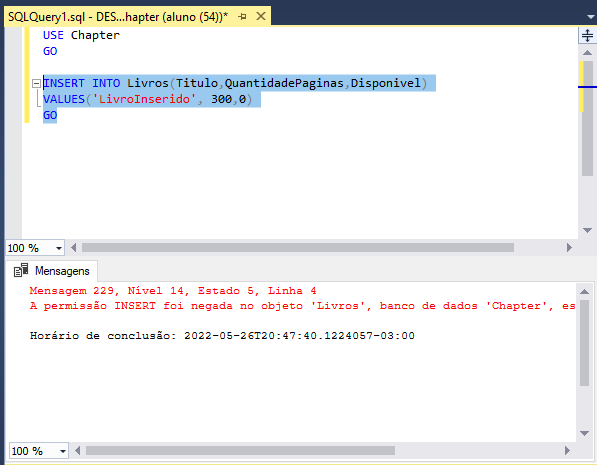 SQLQuery1.sql - DES...hapter (aluno (54))*
USE Chapter
GO
INSERT INTO Livros(Titulo,QuantidadePaginas,Disponivel)
VALUES('LivroInserido', 300,0)
GO
100 %
Mensagens
Mensagem 229, Nível 14, Estado 5, Linha 4
A permissão INSERT foi negada no objeto 'Livros', banco de dados 'Chapter', es
Horário de conclusão: 2022-05-26T20:47:40.1224057-03:00
100 %